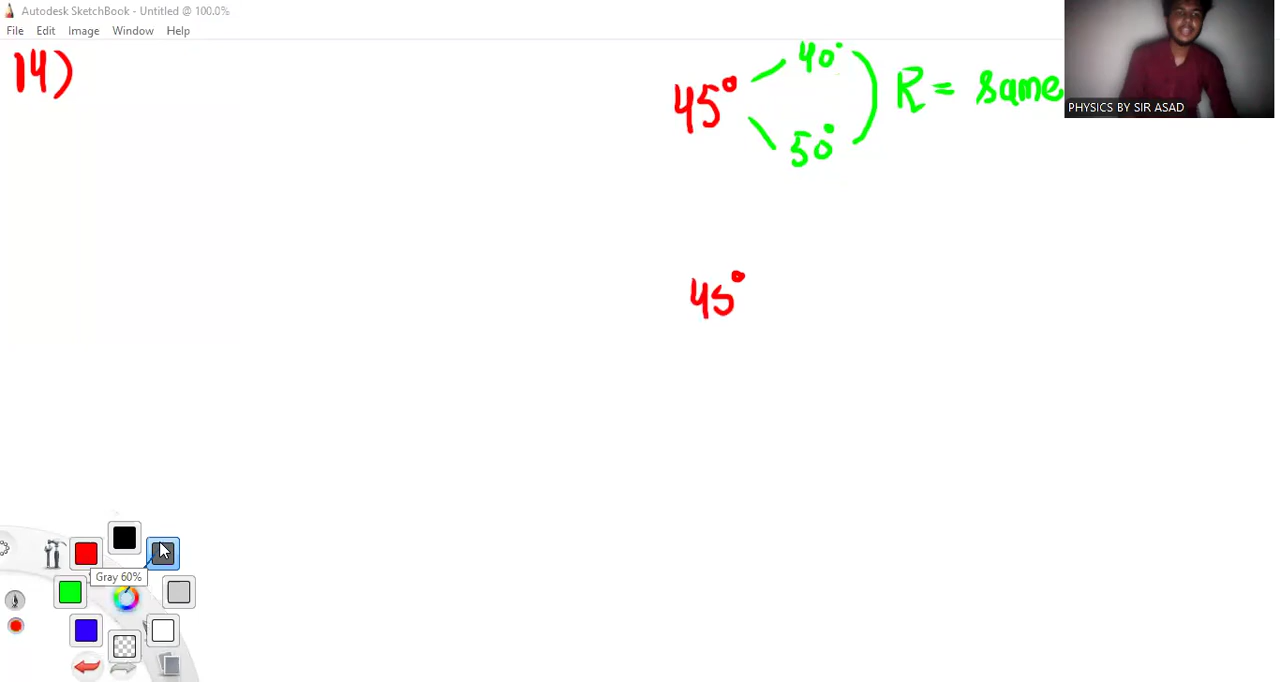 Autodesk SketchBook - Untitled @ 100.0%
File Edit Image Window Help
14)
45° 40° 50° R = same
PHYSICS BY SIR ASAD
45°
Gray 60%